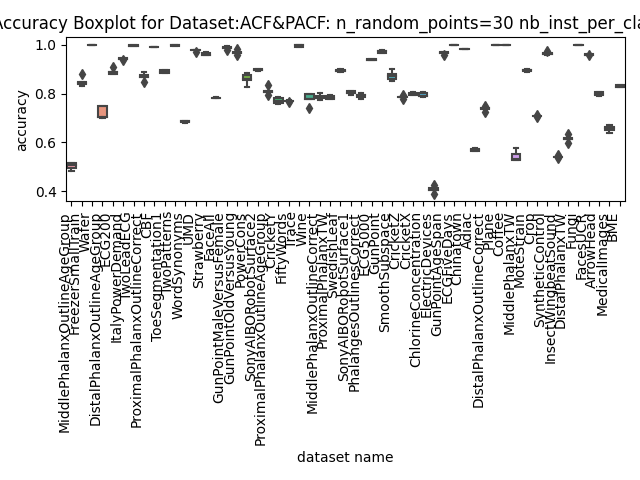 Accuracy Boxplot for Dataset:ACF&PACF: n_random_points=30 nb_inst_per_cla
accuracy
1.0
0.8
0.6
0.4
MiddlePhalanxOutlineAgeGroup
FreezerSmallTrain
Wafer
DistalPhalanxOutlineAgeGroup
ECG200
ItalyPowerDemand
TwoLeadECG
ProximalPhalanxOutlineCorrect
CBF
ToeSegmentation1
TwoPatterns
WordSynonyms
UMD
Strawberry
FaceAll
GunPointMaleVersusFemale
GunPointOldVersusYoung
PowerCons
SonyAIBORobotSurface2
ProximalPhalanxOutlineAgeGroup
CricketY
FiftyWords
Trace
Wine
MiddlePhalanxOutlineCorrect
ProximalPhalanxTW
SwedishLeaf
SonyAIBORobotSurface1
PhalangesOutlinesCorrect
ECG5000
GunPoint
SmoothSubspace
CricketZ
CricketX
ChlorineConcentration
ElectricDevices
GunPointAgeSpan
ECGFiveDays
Chinatown
Adiac
DistalPhalanxOutlineCorrect
Plane
Coffee
MiddlePhalanxTW
MoteStrain
Crop
SyntheticControl
InsectWingbeatSound
DistalPhalanxTW
Fungi
FacesUCR
ArrowHead
MedicalImages
BME
dataset name